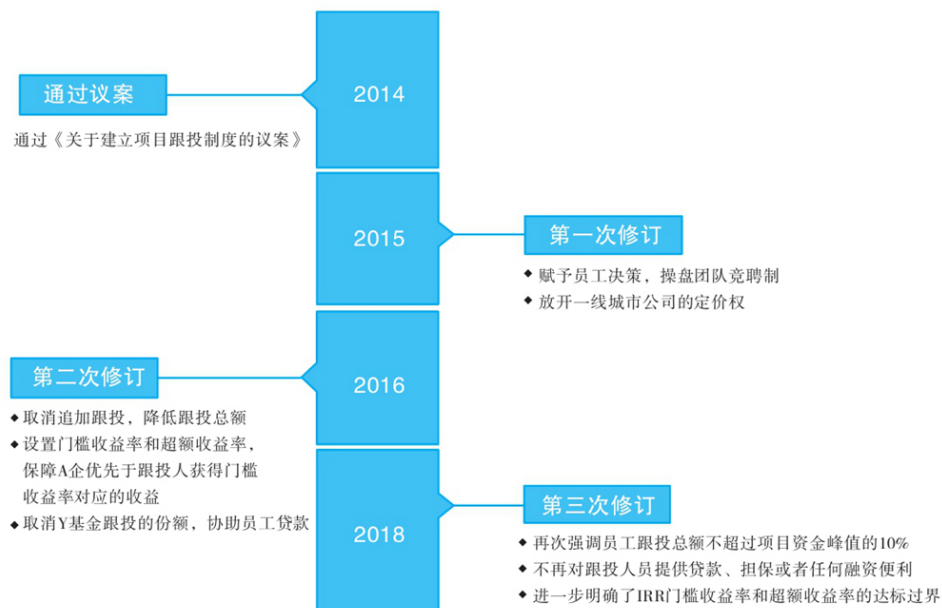 2014
通过议案
通过《关于建立项目跟投制度的议案》
2015
第一次修订
◆ 赋予员工决策，操盘团队竞聘制
◆ 放开一线城市公司的定价权
2016
第二次修订
◆ 取消追加跟投，降低跟投总额
◆ 设置门槛收益率和超额收益率，
保障A企优先于跟投人获得门槛
收益率对应的收益
◆ 取消Y基金跟投的份额，协助员工贷款
2018
第三次修订
◆ 再次强调员工跟投总额不超过项目资金峰值的10%
◆ 不再对跟投人员提供贷款、担保或者任何融资便利
◆ 进一步明确了IRR门槛收益率和超额收益率的达标过界